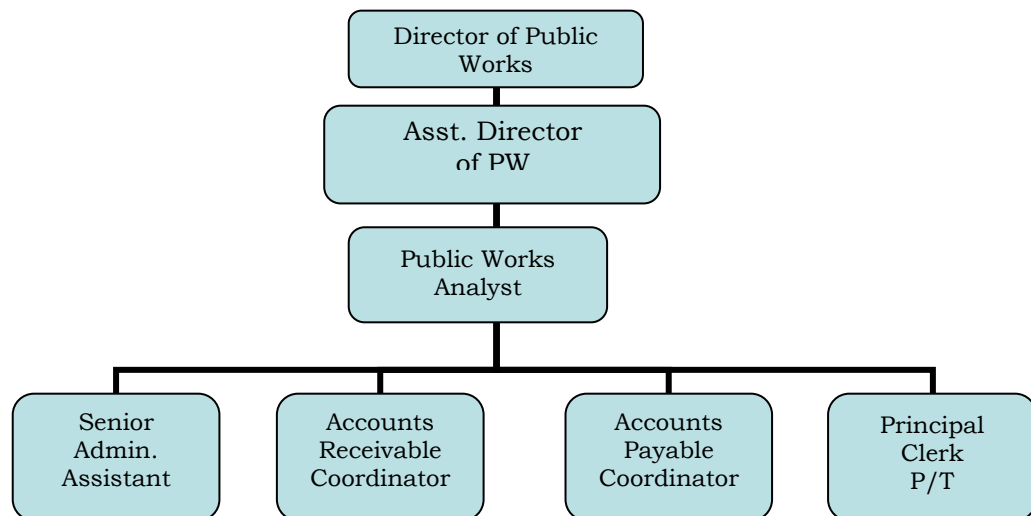 Director of Public
Works
Asst. Director
of PW
Public Works
Analyst
Senior
Admin.
Assistant
Accounts
Receivable
Coordinator
Accounts
Payable
Coordinator
Principal
Clerk
P/T